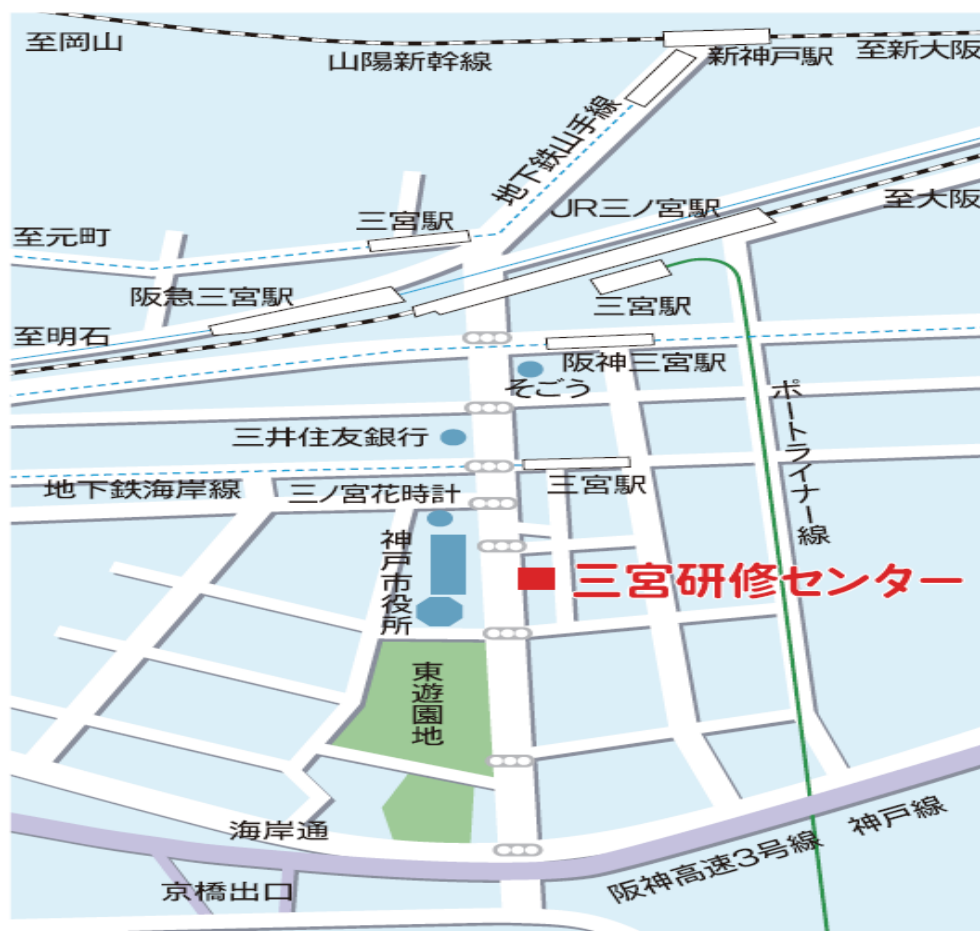 至岡山
山陽新幹線
新神戸駅
至新大阪
地下鉄山手線
三宮駅
JR三ノ宮駅
至大阪
至元町
阪急三宮駅
三宮駅
至明石
阪神三宮駅
そごう
ポートライナー線
三井住友銀行
地下鉄海岸線
三ノ宮花時計
三宮駅
神戸市役所
三宮研修センター
東遊園地
海岸通
京橋出口
阪神高速3号線 神戸線